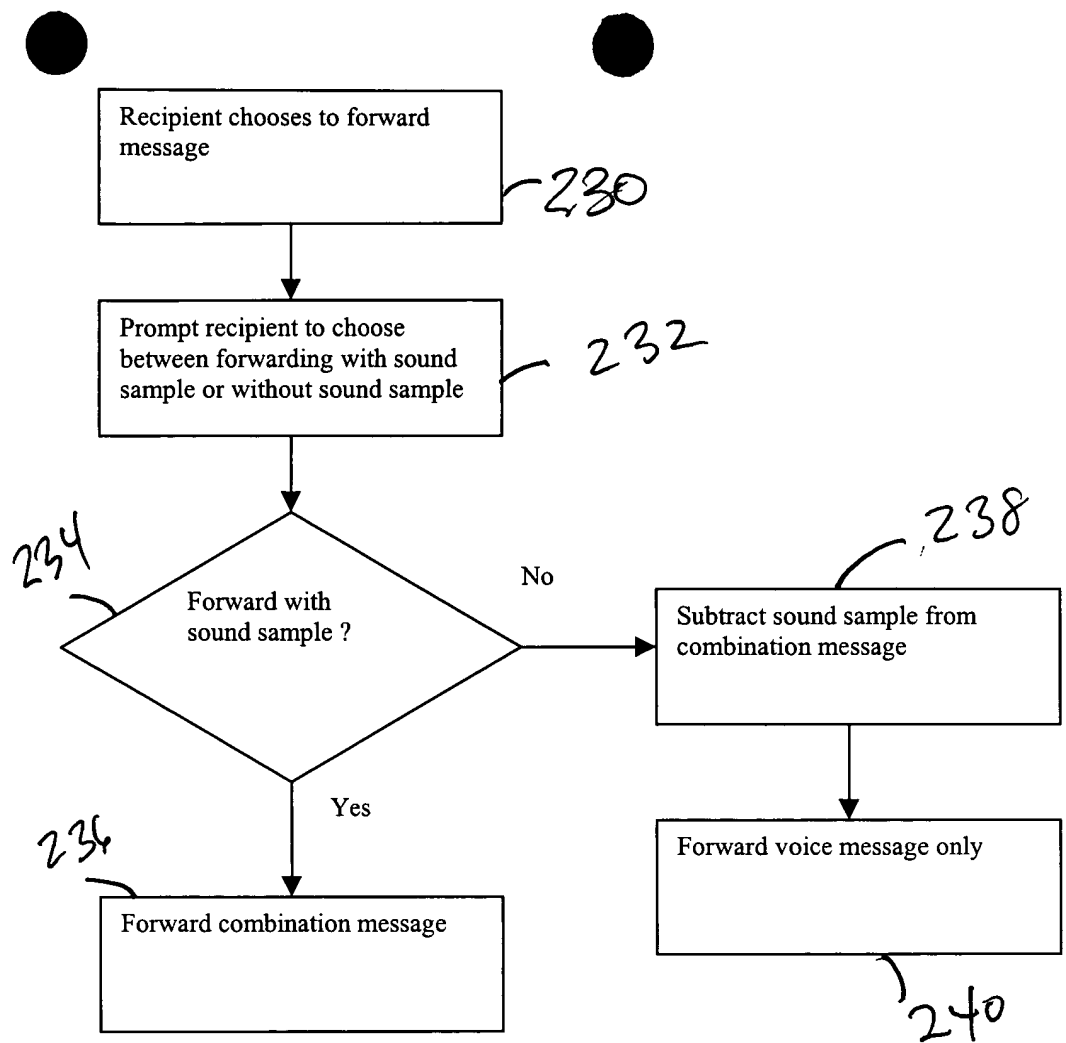 Recipient chooses to forward
message
230
Prompt recipient to choose
between forwarding with sound
sample or without sound sample
232
234
Forward with
sound sample ?
No
238
Subtract sound sample from
combination message
Yes
Forward voice message only
236
Forward combination message
240